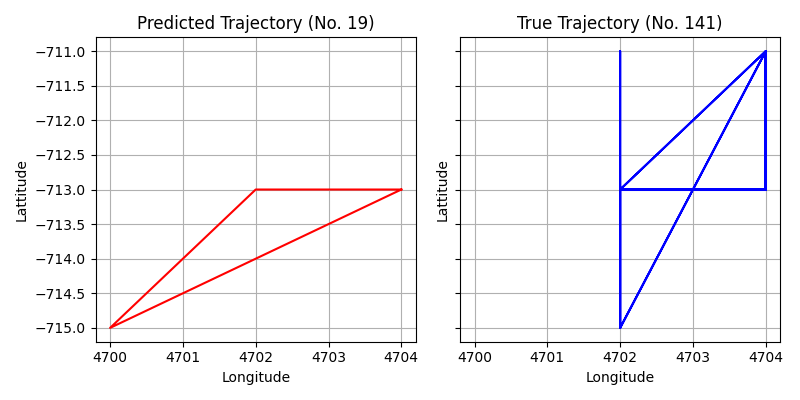 Predicted Trajectory (No. 19)
True Trajectory (No. 141)
−711.0
−711.5
−712.0
−712.5
−713.0
−713.5
−714.0
−714.5
−715.0
Lattitude
Lattitude
4700 4701 4702 4703 4704
4700 4701 4702 4703 4704
Longitude
Longitude